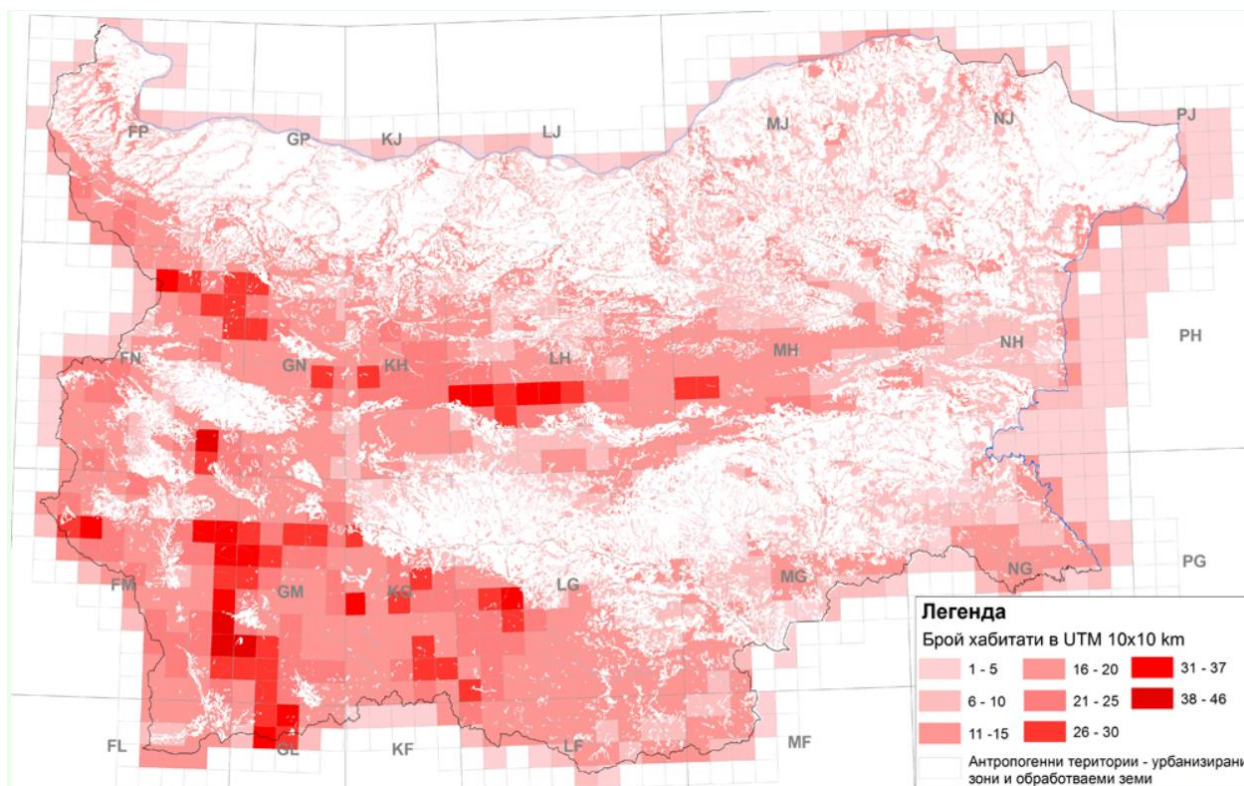 FP
GP
KJ
LJ
MJ
NJ
PJ
FN
GN
KH
LH
MH
NH
PH
FM
GM
KG
LG
MG
NG
PG
FL
GL
KF
LF
MF
Легенда
Брой хабитати в UTM 10x10 km
1 - 5
16 - 20
31 - 37
6 - 10
21 - 25
38 - 46
11 -15
26 - 30
Антропогенни територии - урбанизирани
зони и обработваеми земи